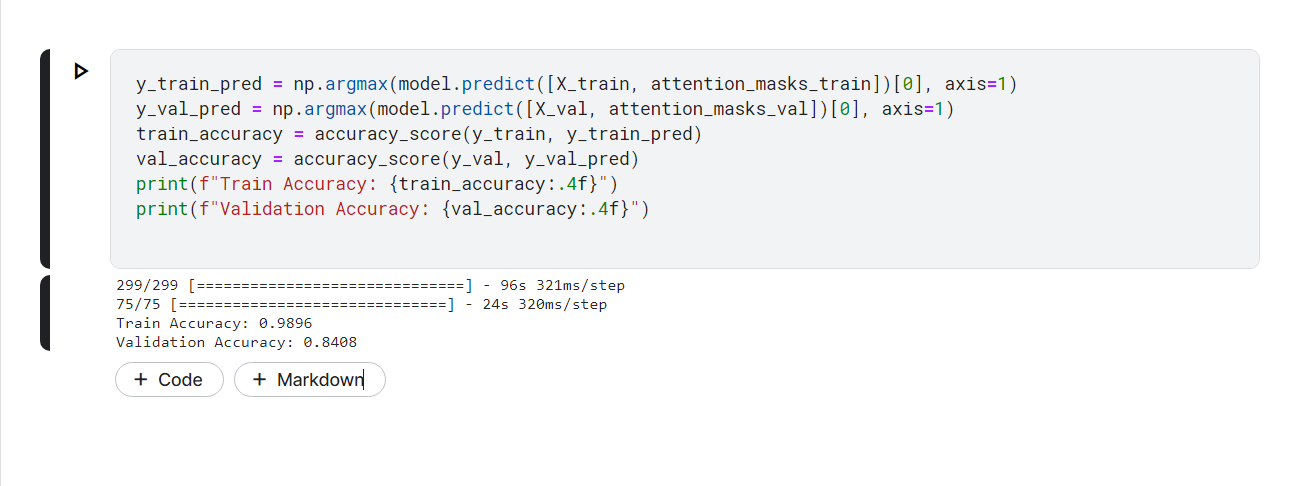 y_train_pred = np.argmax(model.predict([X_train, attention_masks_train])[0], axis=1)
y_val_pred = np.argmax(model.predict([X_val, attention_masks_val])[0], axis=1)
train_accuracy = accuracy_score(y_train, y_train_pred)
val_accuracy = accuracy_score(y_val, y_val_pred)
print(f"Train Accuracy: {train_accuracy:.4f}")
print(f"Validation Accuracy: {val_accuracy:.4f}")
299/299 [==============================] - 96s 321ms/step
75/75 [==============================] - 24s 320ms/step
Train Accuracy: 0.9896
Validation Accuracy: 0.8408
+ Code + Markdown